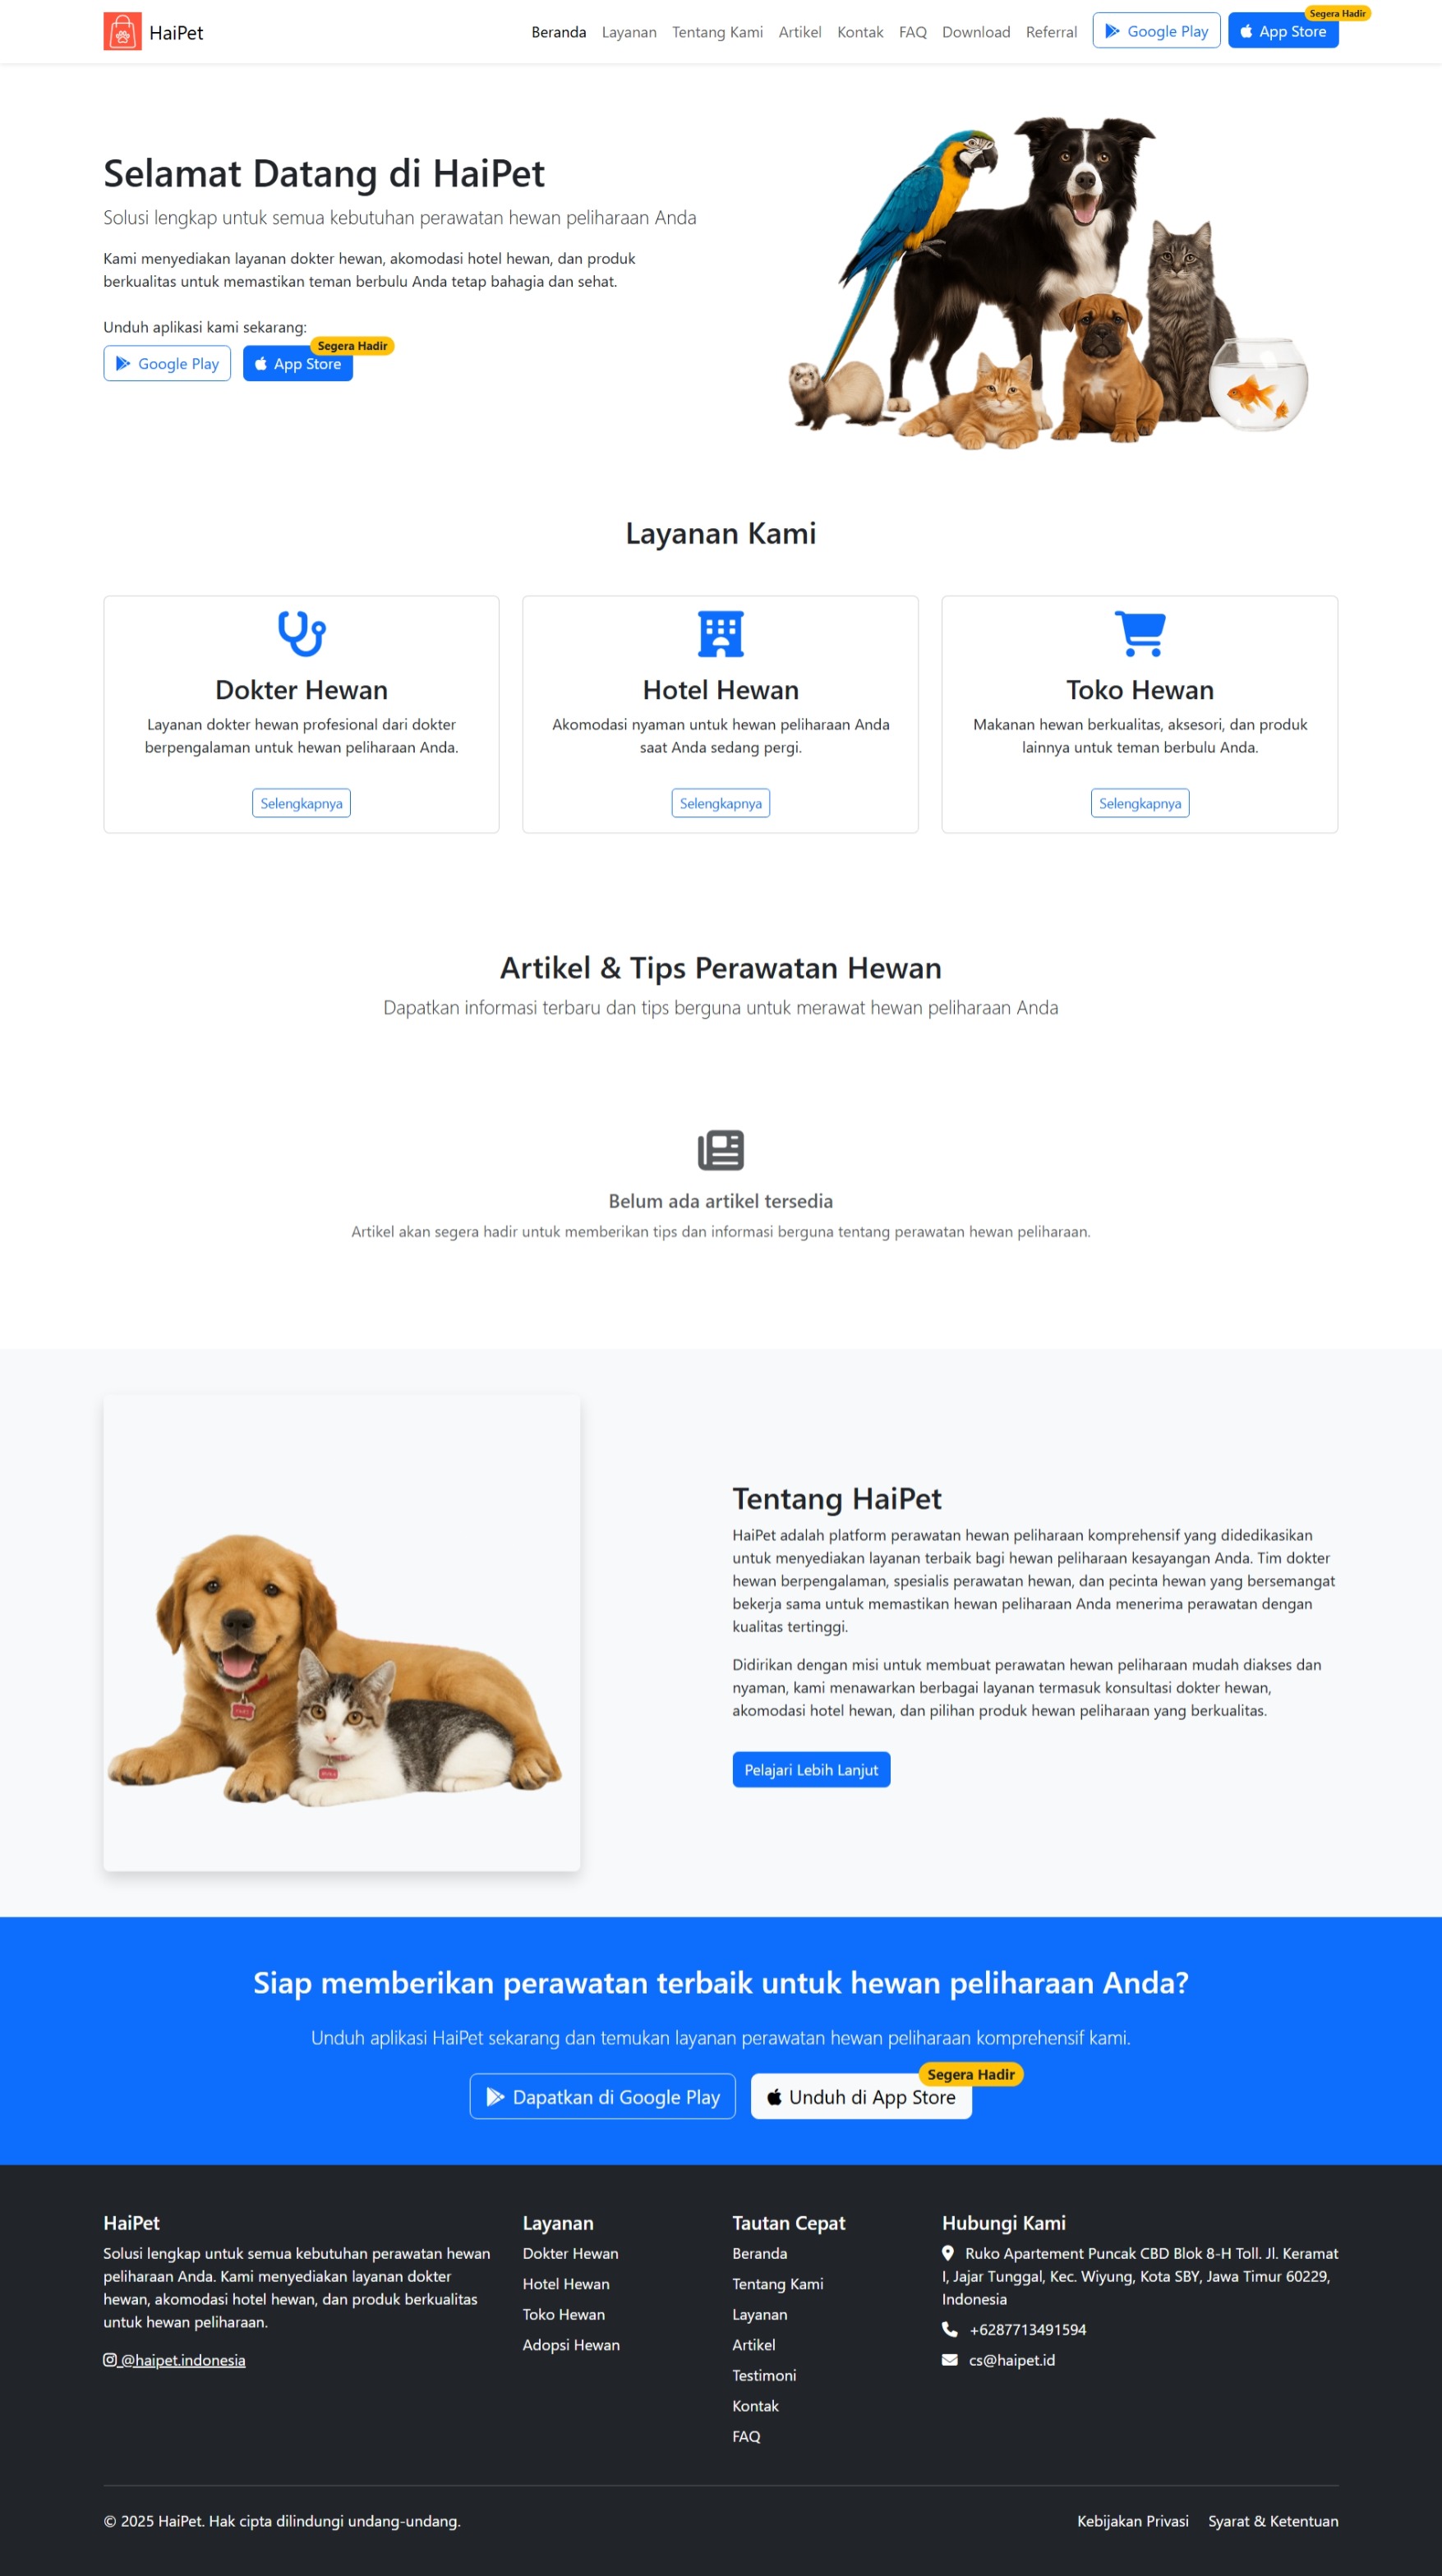 HaiPet
Beranda Layanan Tentang Kami Artikel Kontak FAQ Download Referral Google Play App Store Segera Hadir
Selamat Datang di HaiPet
Solusi lengkap untuk semua kebutuhan perawatan hewan peliharaan Anda
Kami menyediakan layanan dokter hewan, akomodasi hotel hewan, dan produk
berkualitas untuk memastikan teman berbulu Anda tetap bahagia dan sehat.
Unduh aplikasi kami sekarang:
Google Play App Store Segera Hadir
Layanan Kami
Dokter Hewan
Layanan dokter hewan profesional dari dokter
berpengalaman untuk hewan peliharaan Anda.
Selengkapnya
Hotel Hewan
Akomodasi nyaman untuk hewan peliharaan Anda
saat Anda sedang pergi.
Selengkapnya
Toko Hewan
Makanan hewan berkualitas, aksesori, dan produk
lainnya untuk teman berbulu Anda.
Selengkapnya
Artikel & Tips Perawatan Hewan
Dapatkan informasi terbaru dan tips berguna untuk merawat hewan peliharaan Anda
Belum ada artikel tersedia
Artikel akan segera hadir untuk memberikan tips dan informasi berguna tentang perawatan hewan peliharaan.
Tentang HaiPet
HaiPet adalah platform perawatan hewan peliharaan komprehensif yang didedikasikan
untuk menyediakan layanan terbaik bagi hewan peliharaan kesayangan Anda. Tim dokter
hewan berpengalaman, spesialis perawatan hewan, dan pecinta hewan yang bersemangat
bekerja sama untuk memastikan hewan peliharaan Anda menerima perawatan dengan
kualitas tertinggi.
Didirikan dengan misi untuk membuat perawatan hewan peliharaan mudah diakses dan
nyaman, kami menawarkan berbagai layanan termasuk konsultasi dokter hewan,
akomodasi hotel hewan, dan pilihan produk hewan peliharaan yang berkualitas.
Pelajari Lebih Lanjut
Siap memberikan perawatan terbaik untuk hewan peliharaan Anda?
Unduh aplikasi HaiPet sekarang dan temukan layanan perawatan hewan peliharaan komprehensif kami.
Dapatkan di Google Play Unduh di App Store Segera Hadir
HaiPet
Solusi lengkap untuk semua kebutuhan perawatan hewan
peliharaan Anda. Kami menyediakan layanan dokter
hewan, akomodasi hotel hewan, dan produk berkualitas
untuk hewan peliharaan.
@haipet.indonesia
Layanan
Dokter Hewan
Hotel Hewan
Toko Hewan
Adopsi Hewan
Tautan Cepat
Beranda
Tentang Kami
Layanan
Artikel
Testimoni
Kontak
FAQ
Hubungi Kami
Ruko Apartement Puncak CBD Blok 8-H Toll. Jl. Keramat
I, Jajar Tunggal, Kec. Wiyung, Kota SBY, Jawa Timur 60229,
Indonesia
+6287713491594
cs@haipet.id
© 2025 HaiPet. Hak cipta dilindungi undang-undang.
Kebijakan Privasi Syarat & Ketentuan